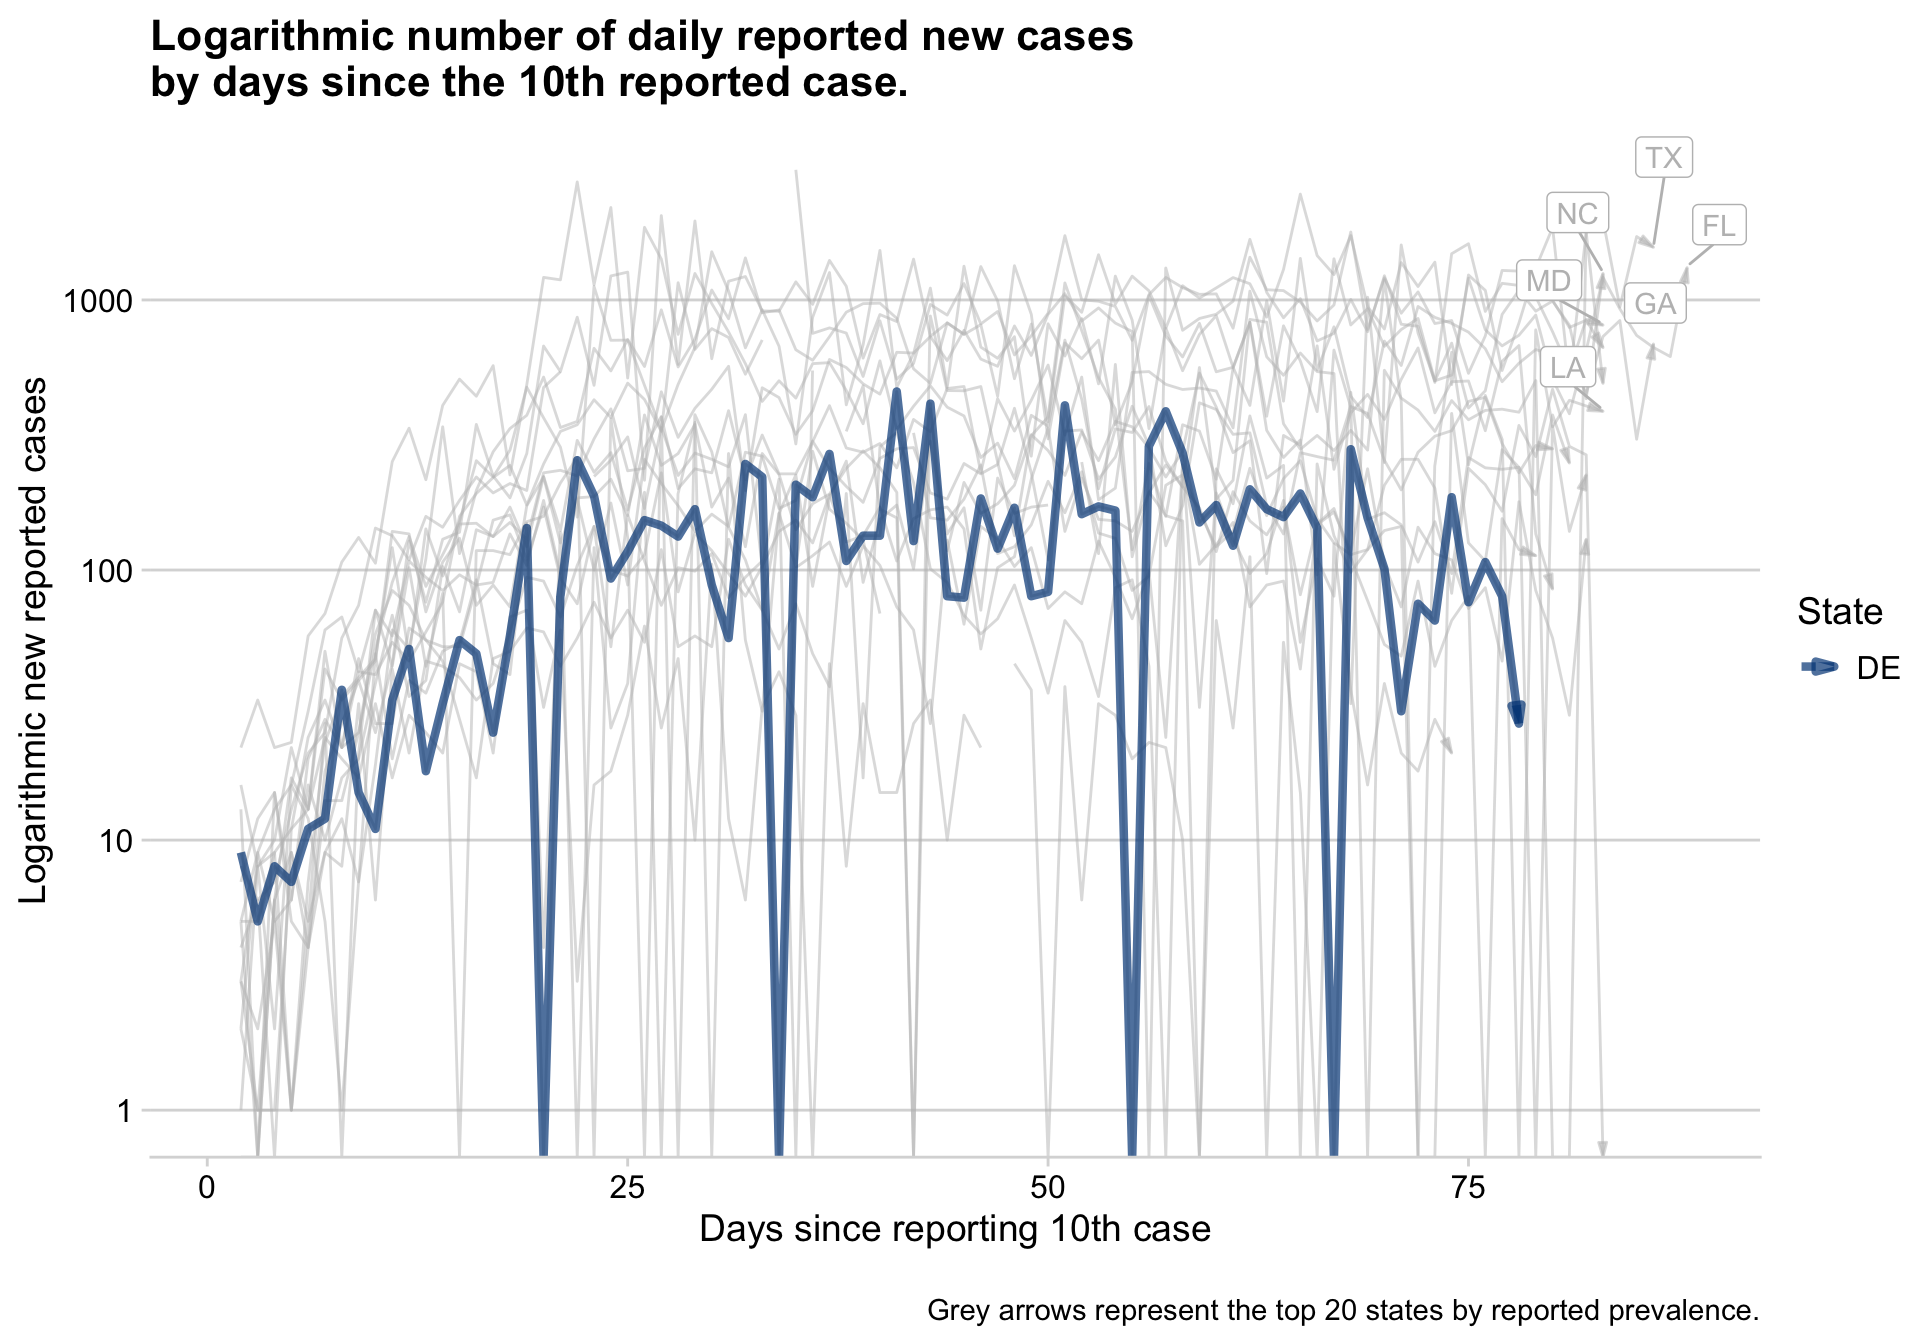 Logarithmic number of daily reported new cases
by days since the 10th reported case.
TX
NC
FL
MD
GA
LA
1000
100
10
1
Logarithmic new reported cases
0 25 50 75
Days since reporting 10th case
State
DE
Grey arrows represent the top 20 states by reported prevalence.